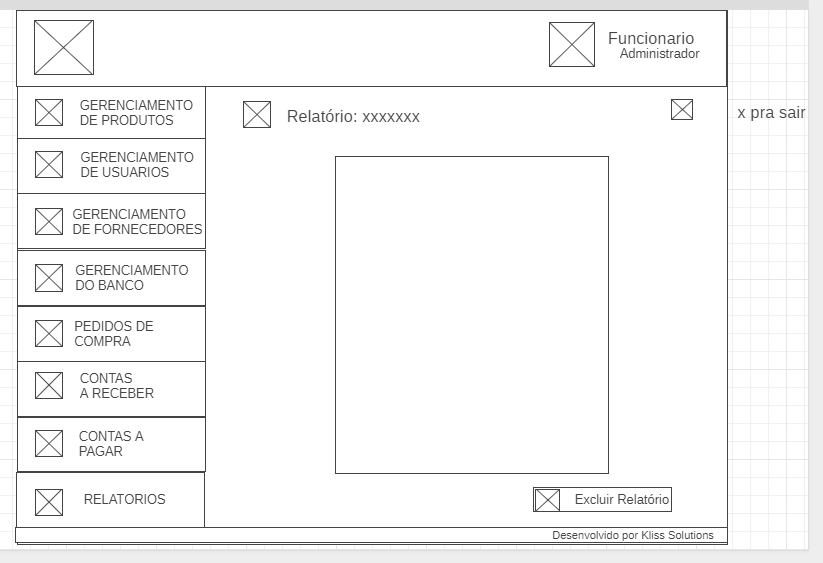 Funcionario
Administrador
GERENCIAMENTO
DE PRODUTOS
Relatório: xxxxxxx
x pra sair
GERENCIAMENTO
DE USUARIOS
GERENCIAMENTO
DE FORNECEDORES
GERENCIAMENTO
DO BANCO
PEDIDOS DE
COMPRA
CONTAS
A RECEBER
CONTAS A
PAGAR
RELATORIOS
Excluir Relatório
Desenvolvido por Kliss Solutions